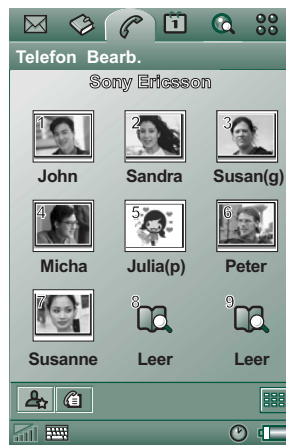 1
Telefon Bearb.
Sony Ericsson
1 2 3
John Sandra Susan(g)
4 5 6
Micha Julia(p) Peter
7 8 9
Susanne Leer Leer